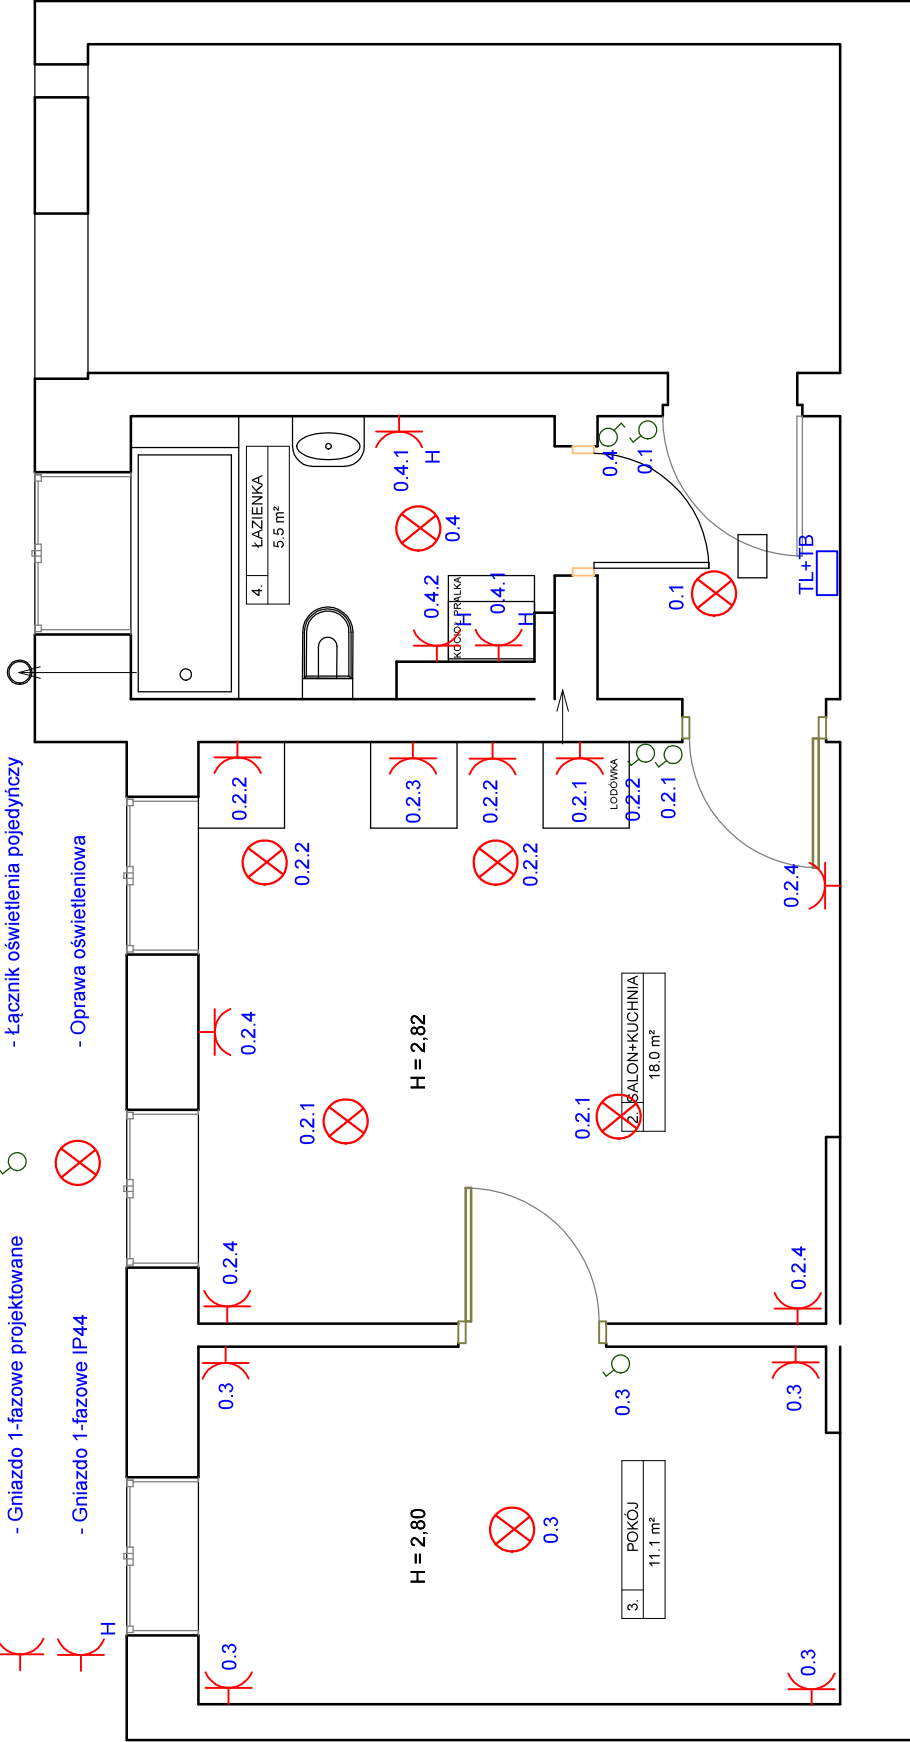 - Gniazdo 1-fazowe projektowane
- Łącznik oświetlenia pojedyńczy
H
- Gniazdo 1-fazowe IP44
- Oprawa oświetleniowa
0.3
0.3
0.2.4
0.2.4
0.2.2
4.
ŁAZIENKA
5.5 m²
0.2.1
0.2.2
H = 2,80
H = 2,82
0.2.3
0.4.1
H
0.4.2
H
0.4
KOCIOŁ
PRALKA
0.4.1
H
0.2.2
0.2.2
0.3
0.2.1
0.2.1
LODÓWKA
3.
POKÓJ
11.1 m²
0.3
2.
SALON+KUCHNIA
18.0 m²
0.2.2
0.2.1
0.4
0.1
0.1
0.3
0.3
0.2.4
0.2.4
TL+TB